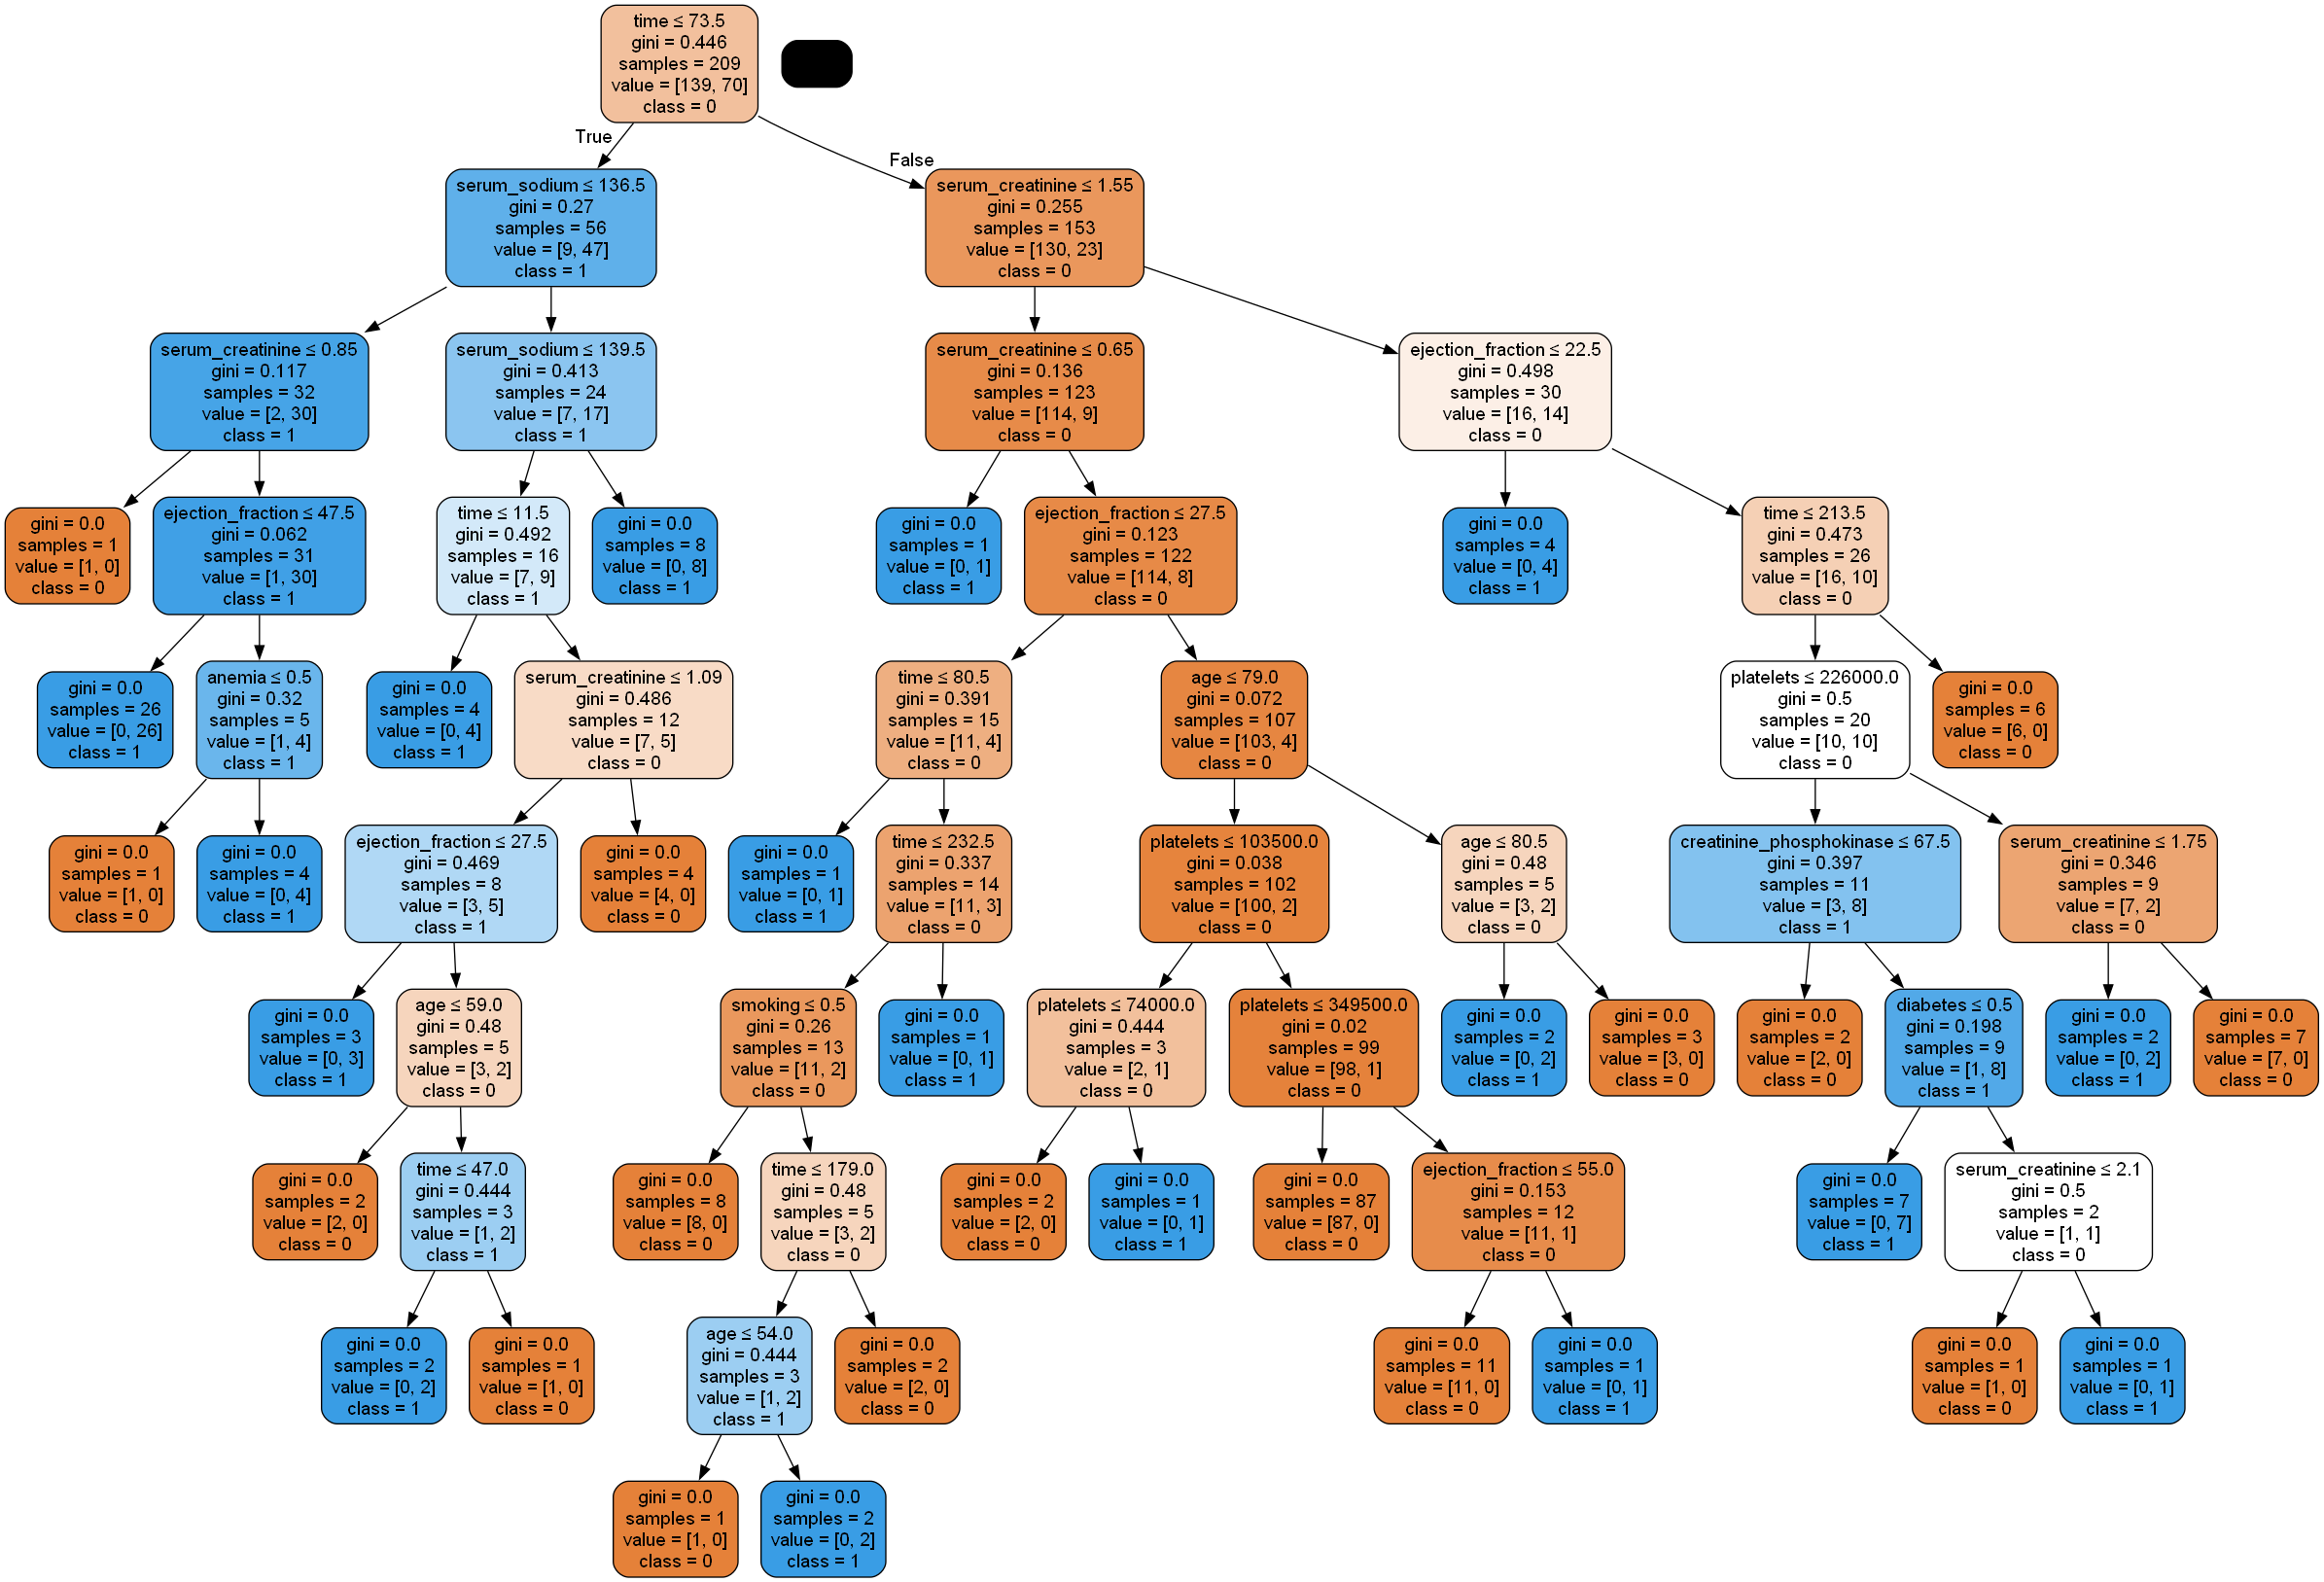 time ≤ 73.5
gini = 0.446
samples = 209
value = [139, 70]
class = 0
True
False
serum_sodium ≤ 136.5
gini = 0.27
samples = 56
value = [9, 47]
class = 1
serum_creatinine ≤ 1.55
gini = 0.255
samples = 153
value = [130, 23]
class = 0
serum_creatinine ≤ 0.85
gini = 0.117
samples = 32
value = [2, 30]
class = 1
serum_sodium ≤ 139.5
gini = 0.413
samples = 24
value = [7, 17]
class = 1
serum_creatinine ≤ 0.65
gini = 0.136
samples = 123
value = [114, 9]
class = 0
ejection_fraction ≤ 22.5
gini = 0.498
samples = 30
value = [16, 14]
class = 0
gini = 0.0
samples = 1
value = [1, 0]
class = 0
ejection_fraction ≤ 47.5
gini = 0.062
samples = 31
value = [1, 30]
class = 1
time ≤ 11.5
gini = 0.492
samples = 16
value = [7, 9]
class = 1
gini = 0.0
samples = 8
value = [0, 8]
class = 1
gini = 0.0
samples = 1
value = [0, 1]
class = 1
ejection_fraction ≤ 27.5
gini = 0.123
samples = 122
value = [114, 8]
class = 0
gini = 0.0
samples = 4
value = [0, 4]
class = 1
time ≤ 213.5
gini = 0.473
samples = 26
value = [16, 10]
class = 0
gini = 0.0
samples = 26
value = [0, 26]
class = 1
anemia ≤ 0.5
gini = 0.32
samples = 5
value = [1, 4]
class = 1
gini = 0.0
samples = 4
value = [0, 4]
class = 1
serum_creatinine ≤ 1.09
gini = 0.486
samples = 12
value = [7, 5]
class = 0
time ≤ 80.5
gini = 0.391
samples = 15
value = [11, 4]
class = 0
age ≤ 79.0
gini = 0.072
samples = 107
value = [103, 4]
class = 0
platelets ≤ 226000.0
gini = 0.5
samples = 20
value = [10, 10]
class = 0
gini = 0.0
samples = 6
value = [6, 0]
class = 0
gini = 0.0
samples = 1
value = [1, 0]
class = 0
gini = 0.0
samples = 4
value = [0, 4]
class = 1
ejection_fraction ≤ 27.5
gini = 0.469
samples = 8
value = [3, 5]
class = 1
gini = 0.0
samples = 4
value = [4, 0]
class = 0
gini = 0.0
samples = 1
value = [0, 1]
class = 1
time ≤ 232.5
gini = 0.337
samples = 14
value = [11, 3]
class = 0
platelets ≤ 103500.0
gini = 0.038
samples = 102
value = [100, 2]
class = 0
age ≤ 80.5
gini = 0.48
samples = 5
value = [3, 2]
class = 0
creatinine_phosphokinase ≤ 67.5
gini = 0.397
samples = 11
value = [3, 8]
class = 1
serum_creatinine ≤ 1.75
gini = 0.346
samples = 9
value = [7, 2]
class = 0
gini = 0.0
samples = 3
value = [0, 3]
class = 1
age ≤ 59.0
gini = 0.48
samples = 5
value = [3, 2]
class = 0
smoking ≤ 0.5
gini = 0.26
samples = 13
value = [11, 2]
class = 0
gini = 0.0
samples = 1
value = [0, 1]
class = 1
platelets ≤ 74000.0
gini = 0.444
samples = 3
value = [2, 1]
class = 0
platelets ≤ 349500.0
gini = 0.02
samples = 99
value = [98, 1]
class = 0
gini = 0.0
samples = 2
value = [0, 2]
class = 1
gini = 0.0
samples = 3
value = [3, 0]
class = 0
gini = 0.0
samples = 2
value = [2, 0]
class = 0
diabetes ≤ 0.5
gini = 0.198
samples = 9
value = [1, 8]
class = 1
gini = 0.0
samples = 2
value = [0, 2]
class = 1
gini = 0.0
samples = 7
value = [7, 0]
class = 0
gini = 0.0
samples = 2
value = [2, 0]
class = 0
time ≤ 47.0
gini = 0.444
samples = 3
value = [1, 2]
class = 1
gini = 0.0
samples = 8
value = [8, 0]
class = 0
time ≤ 179.0
gini = 0.48
samples = 5
value = [3, 2]
class = 0
gini = 0.0
samples = 2
value = [2, 0]
class = 0
gini = 0.0
samples = 1
value = [0, 1]
class = 1
gini = 0.0
samples = 87
value = [87, 0]
class = 0
ejection_fraction ≤ 55.0
gini = 0.153
samples = 12
value = [11, 1]
class = 0
gini = 0.0
samples = 7
value = [0, 7]
class = 1
serum_creatinine ≤ 2.1
gini = 0.5
samples = 2
value = [1, 1]
class = 0
gini = 0.0
samples = 2
value = [0, 2]
class = 1
gini = 0.0
samples = 1
value = [1, 0]
class = 0
age ≤ 54.0
gini = 0.444
samples = 3
value = [1, 2]
class = 1
gini = 0.0
samples = 2
value = [2, 0]
class = 0
gini = 0.0
samples = 11
value = [11, 0]
class = 0
gini = 0.0
samples = 1
value = [0, 1]
class = 1
gini = 0.0
samples = 1
value = [1, 0]
class = 0
gini = 0.0
samples = 1
value = [0, 1]
class = 1
gini = 0.0
samples = 1
value = [1, 0]
class = 0
gini = 0.0
samples = 2
value = [0, 2]
class = 1